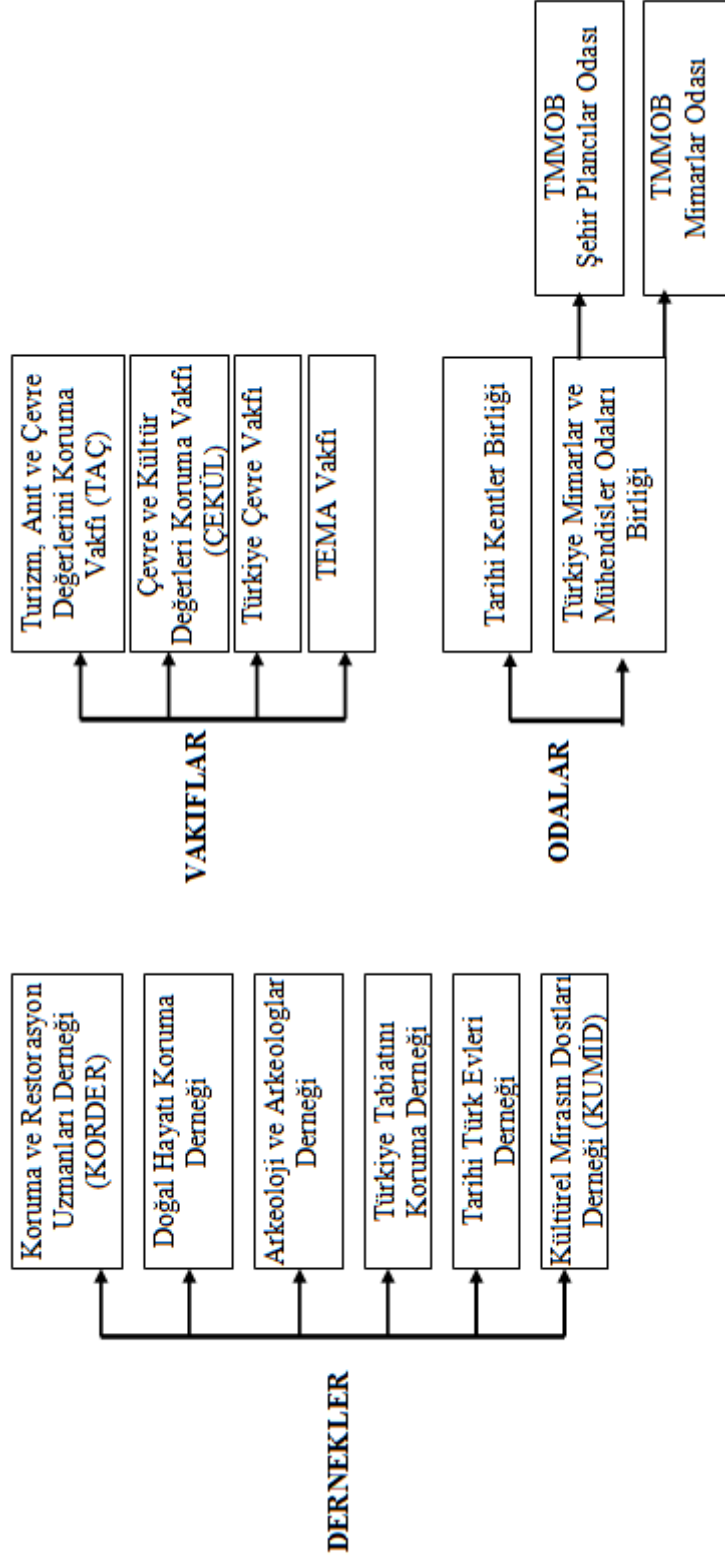 DERNEKLER
Koruma ve Restorasyon
Uzmanları Derneği
(KORDER)
Doğal Hayatı Koruma
Derneği
Arkeoloji ve Arkeologlar
Derneği
Türkiye Tabiatını
Koruma Derneği
Tarihi Türk Evleri
Derneği
Kültürel Mirasın Dostları
Derneği (KUMİD)
VAKIFLAR
Turizm, Anıt ve Çevre
Değerlerini Koruma
Vakfı (TAÇ)
Çevre ve Kültür
Değerleri Koruma Vakfı
(ÇEKÜL)
Türkiye Çevre Vakfı
TEMA Vakfı
ODALAR
Tarihi Kentler Birliği
Türkiye Mimarlar ve
Mühendisler Odaları
Birliği
TMMOB
Şehir Plancılar Odası
TMMOB
Mimarlar Odası